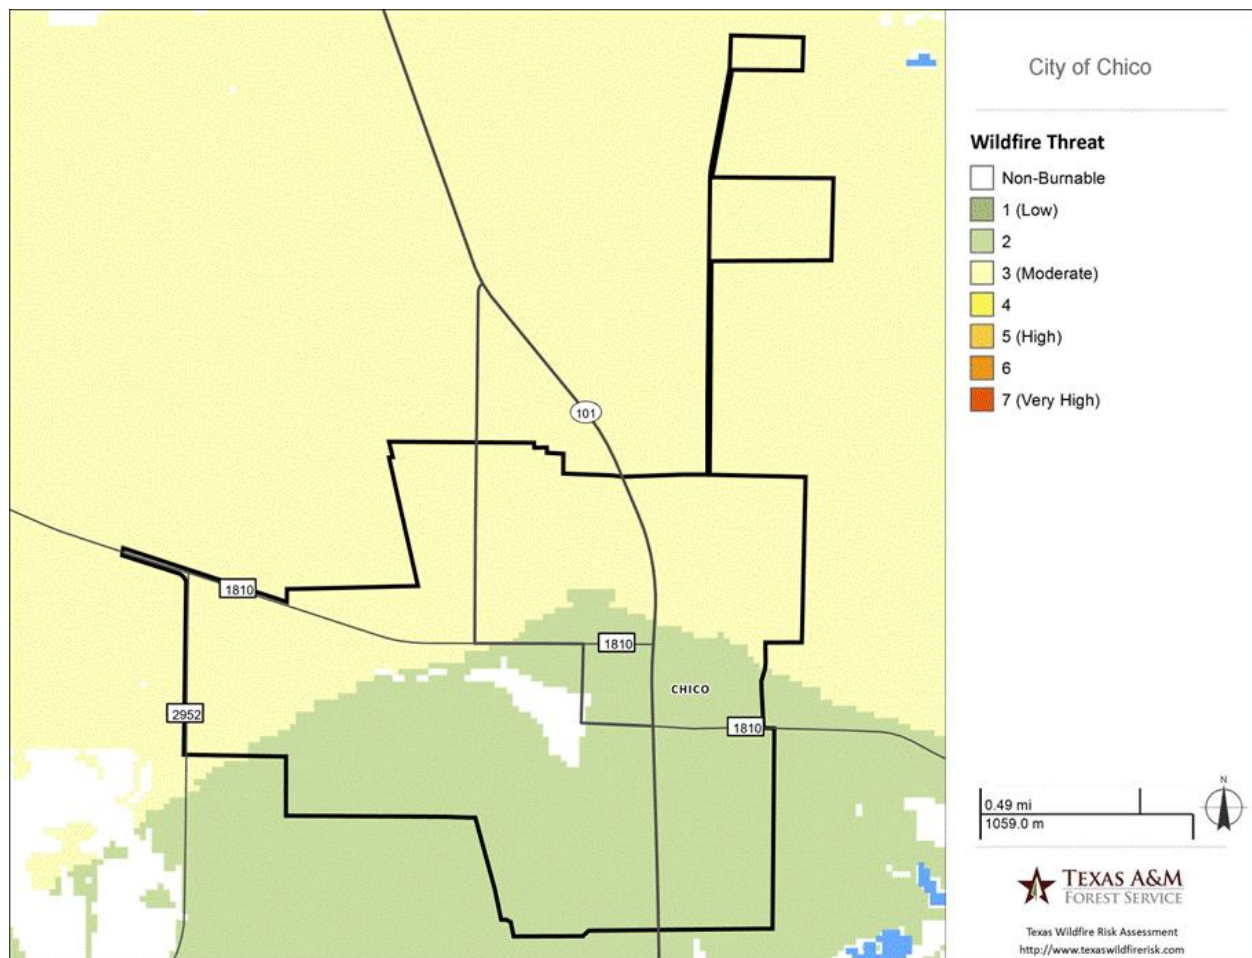 City of Chico
Wildfire Threat
Non-Burnable
1 (Low)
2
3 (Moderate)
4
5 (High)
6
7 (Very High)
101
1810
1810
CHICO
2952
1810
N
0.49 mi
1059.0 m
TEXAS A&M
FOREST SERVICE
Texas Wildfire Risk Assessment
http://www.texaswildfirerisk.com